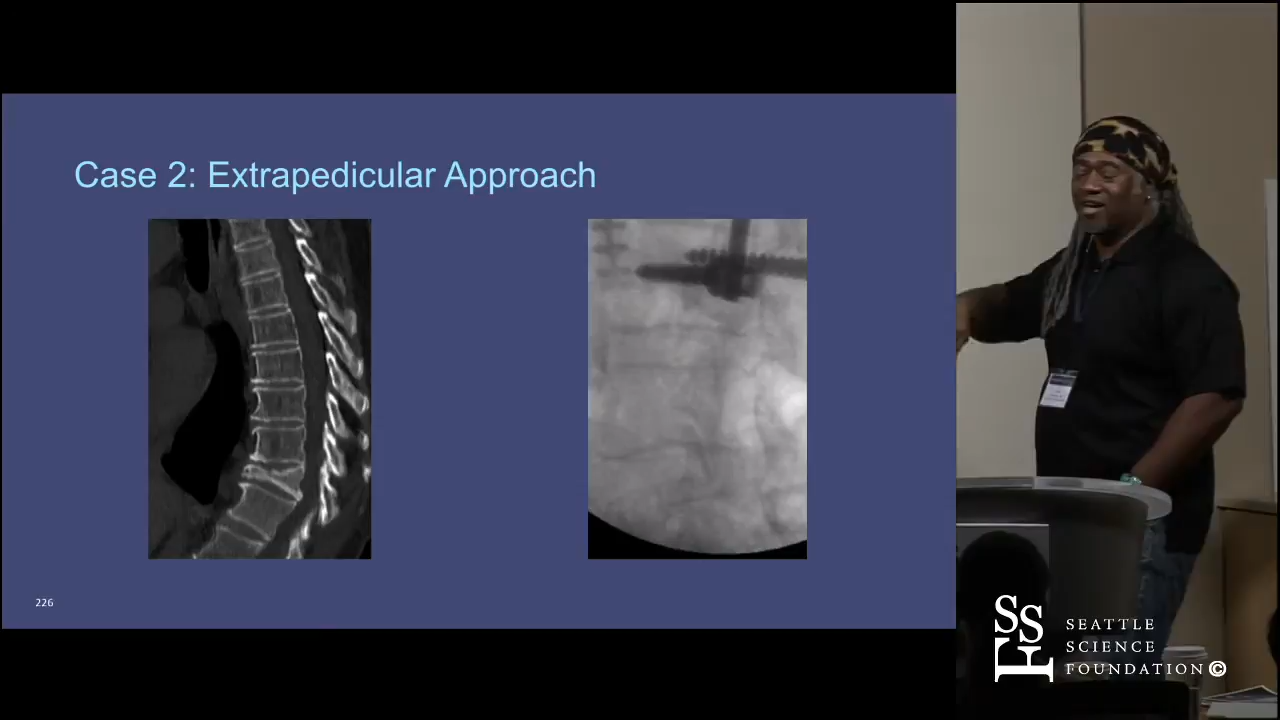 Case 2: Extrapedicular Approach
226
SSF
SEATTLE
SCIENCE
FOUNDATION©